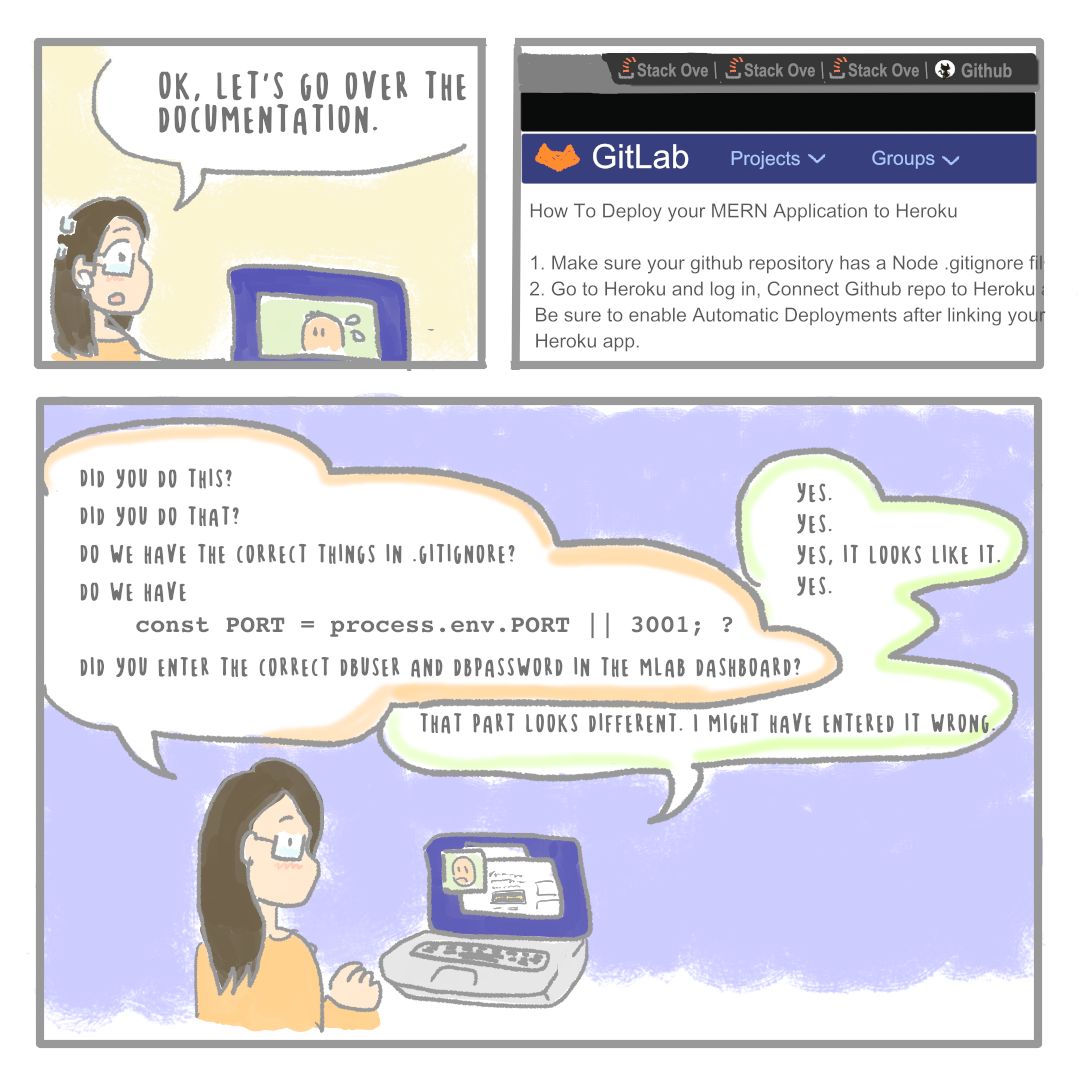 OK, LET'S GO OVER THE
DOCUMENTATION.
Stack Ove | Stack Ove | Stack Ove | Github
GitLab Projects Groups
How To Deploy your MERN Application to Heroku
1. Make sure your github repository has a Node .gitignore fil
2. Go to Heroku and log in, Connect Github repo to Heroku a
Be sure to enable Automatic Deployments after linking your
Heroku app.
DID YOU DO THIS?
DID YOU DO THAT?
DO WE HAVE THE CORRECT THINGS IN .GITIGNORE?
DO WE HAVE
const PORT = process.env.PORT || 3001; ?
DID YOU ENTER THE CORRECT DBUSER AND DBPASSWORD IN THE MLAB DASHBOARD?
YES.
YES.
YES, IT LOOKS LIKE IT.
YES.
THAT PART LOOKS DIFFERENT. I MIGHT HAVE ENTERED IT WRONG.